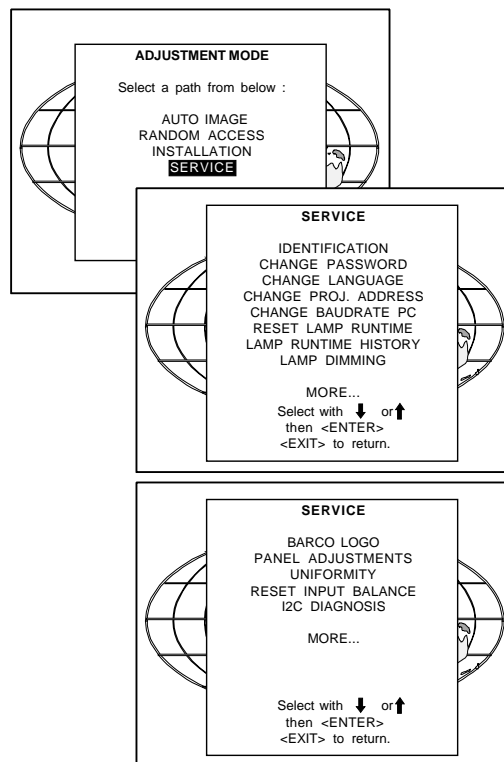 ADJUSTMENT MODE
Select a path from below :
AUTO IMAGE
RANDOM ACCESS
INSTALLATION
SERVICE
SERVICE
IDENTIFICATION
CHANGE PASSWORD
CHANGE LANGUAGE
CHANGE PROJ. ADDRESS
CHANGE BAUDRATE PC
RESET LAMP RUNTIME
LAMP RUNTIME HISTORY
LAMP DIMMING
MORE...
Select with ⬇ or ⬆
then <ENTER>
<EXIT> to return.
SERVICE
BARCO LOGO
PANEL ADJUSTMENTS
UNIFORMITY
RESET INPUT BALANCE
I2C DIAGNOSIS
MORE...
Select with ⬇ or ⬆
then <ENTER>
<EXIT> to return.